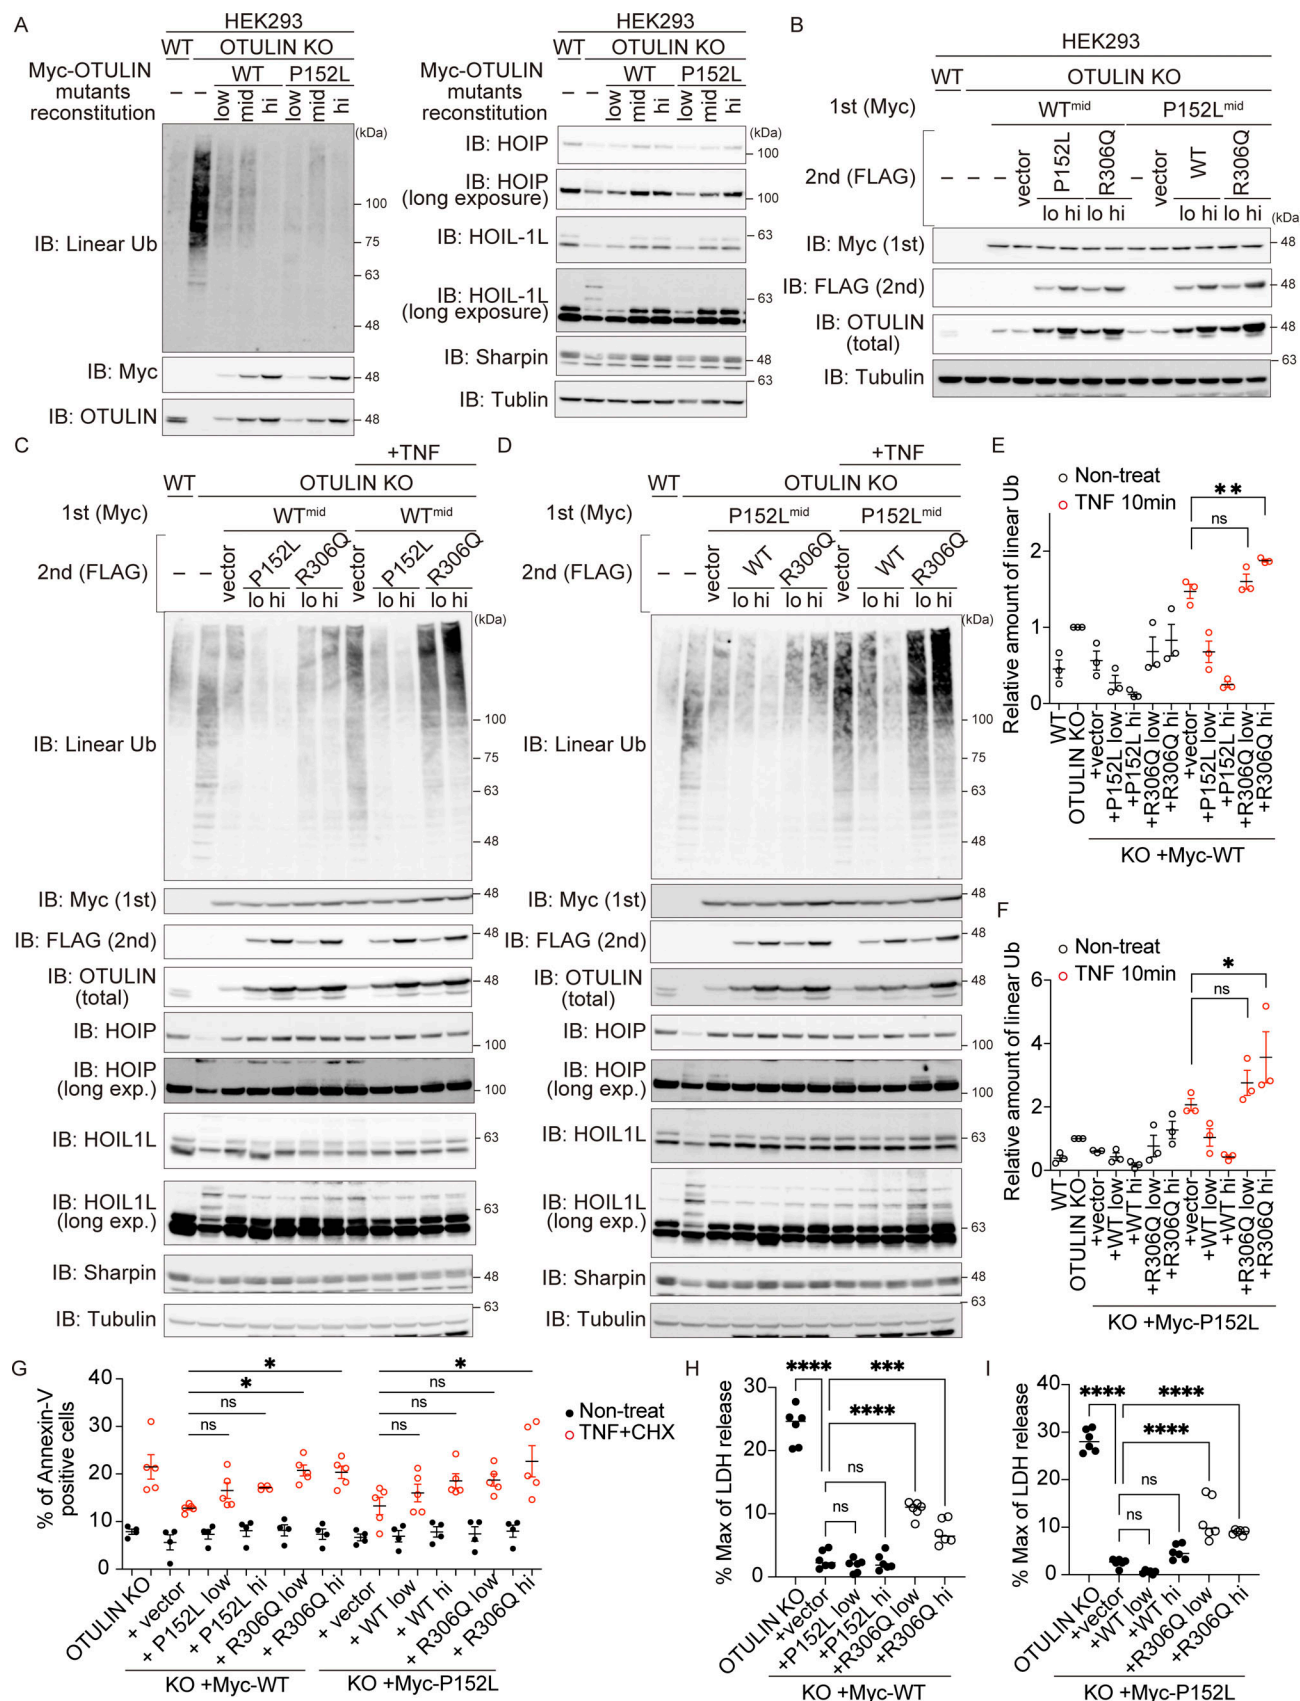 A
HEK293
WT
OTULIN KO
Myc-OTULIN
mutants
reconstitution
WT
P152L
–
–
low
mid
hi
low
mid
hi
(kDa)
IB: Linear Ub
100
75
63
48
IB: Myc
48
IB: OTULIN
48
HEK293
WT
OTULIN KO
Myc-OTULIN
mutants
reconstitution
WT
P152L
–
–
low
mid
hi
low
mid
hi
(kDa)
IB: HOIP
100
IB: HOIP
(long exposure)
100
IB: HOIL-1L
63
IB: HOIL-1L
(long exposure)
63
IB: Sharpin
48
63
IB: Tublin
B
HEK293
WT
OTULIN KO
1st (Myc)
WTmid
P152Lmid
2nd (FLAG)
–
–
–
vector
P152L
R306Q
–
vector
WT
R306Q
lo hi
lo hi
lo hi
lo hi
(kDa
IB: Myc (1st)
48
IB: FLAG (2nd)
48
IB: OTULIN
(total)
48
63
IB: Tubulin
C
+TNF
WT
OTULIN KO
1st (Myc)
WTmid
WTmid
2nd (FLAG)
–
–
vector
P152L
R306Q
vector
P152L
R306Q
lo hi
lo hi
lo hi
lo hi
(kDa)
IB: Linear Ub
100
75
63
48
IB: Myc (1st)
48
IB: FLAG (2nd)
48
IB: OTULIN
(total)
48
IB: HOIP
100
IB: HOIP
(long exp.)
100
IB: HOIL1L
63
IB: HOIL1L
(long exp.)
63
IB: Sharpin
48
63
IB: Tubulin
D
+TNF
WT
OTULIN KO
1st (Myc)
P152Lmid
P152Lmid
2nd (FLAG)
–
–
vector
WT
R306Q
vector
WT
R306Q
lo hi
lo hi
lo hi
lo hi
(kDa)
IB: Linear Ub
100
75
63
48
IB: Myc (1st)
48
IB: FLAG (2nd)
48
IB: OTULIN
(total)
48
IB: HOIP
100
IB: HOIP
(long exp.)
100
IB: HOIL1L
63
IB: HOIL1L
(long exp.)
63
IB: Sharpin
48
63
IB: Tubulin
E
Non-treat
TNF 10min
**
ns
Relative amount of linear Ub
2
1
0
WT
OTULIN KO
+vector
+P152L low
+P152L hi
+R306Q low
+R306Q hi
+vector
+P152L low
+P152L hi
+R306Q low
+R306Q hi
KO +Myc-WT
F
Non-treat
TNF 10min
*
ns
Relative amount of linear Ub
6
4
2
0
WT
OTULIN KO
+vector
+WT low
+WT hi
+R306Q low
+R306Q hi
+vector
+WT low
+WT hi
+R306Q low
+R306Q hi
KO +Myc-P152L
G
% of Annexin-V
positive cells
40
30
20
10
0
*
*
ns
ns
*
ns
ns
ns
Non-treat
TNF+CHX
OTULIN KO
+ vector
+ P152L low
+ P152L hi
+ R306Q low
+ R306Q hi
+ vector
+ WT low
+ WT hi
+ R306Q low
+ R306Q hi
KO +Myc-WT
KO +Myc-P152L
H
% Max of LDH release
30
20
10
0
****
***
****
ns
ns
OTULIN KO
+vector
+P152L low
+P152L hi
+R306Q low
+R306Q hi
KO +Myc-WT
I
% Max of LDH release
40
30
20
10
0
****
****
****
ns
ns
OTULIN KO
+vector
+WT low
+WT hi
+R306Q low
+R306Q hi
KO +Myc-P152L